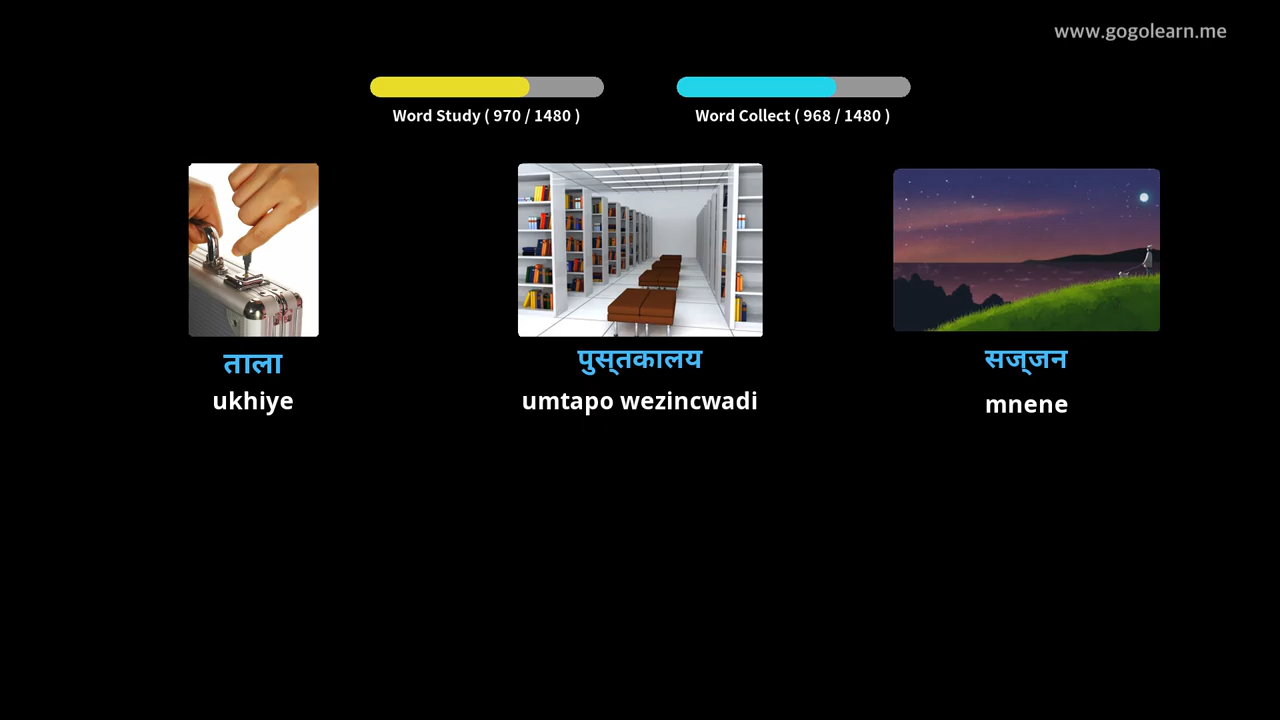 www.gogolearn.me
Word Study ( 970 / 1480 )
Word Collect ( 968 / 1480 )
ताला
पुस्तकालय
सज्जन
ukhiye
umtapo wezincwadi
mnene